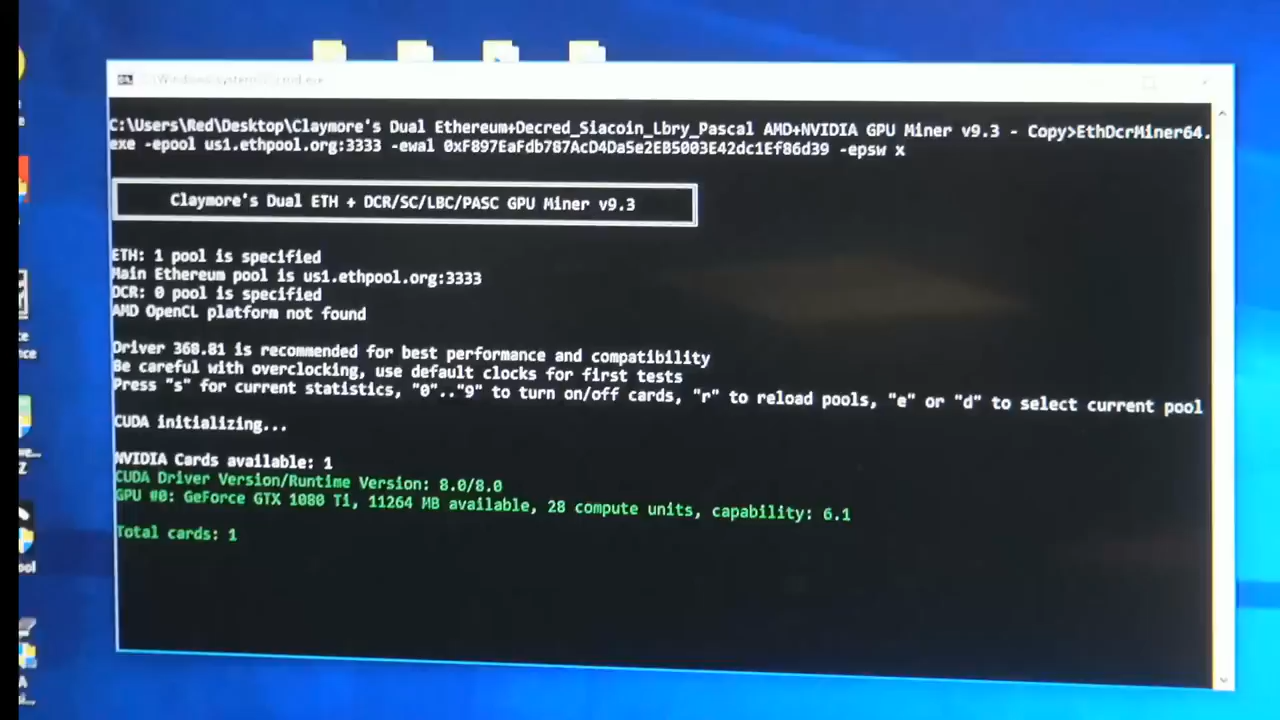 C:\Windows\system32\cmd.exe
C:\Users\Red\Desktop\Claymore's Dual Ethereum+Decred_Siacoin_Lbry_Pascal AMD+NVIDIA GPU Miner v9.3 - Copy>EthDcrMiner64.
exe -epool us1.ethpool.org:3333 -ewal 0xF897EaFdb787AcD4Da5e2EB5003E42dc1Ef86d39 -epsw x
Claymore's Dual ETH + DCR/SC/LBC/PASC GPU Miner v9.3
ETH: 1 pool is specified
Main Ethereum pool is us1.ethpool.org:3333
DCR: 0 pool is specified
AMD OpenCL platform not found
Driver 368.81 is recommended for best performance and compatibility
Be careful with overclocking, use default clocks for first tests
Press "s" for current statistics, "0".."9" to turn on/off cards, "r" to reload pools, "e" or "d" to select current pool
CUDA initializing...
NVIDIA Cards available: 1
CUDA Driver Version/Runtime Version: 8.0/8.0
GPU #0: GeForce GTX 1080 Ti, 11264 MB available, 28 compute units, capability: 6.1
Total cards: 1